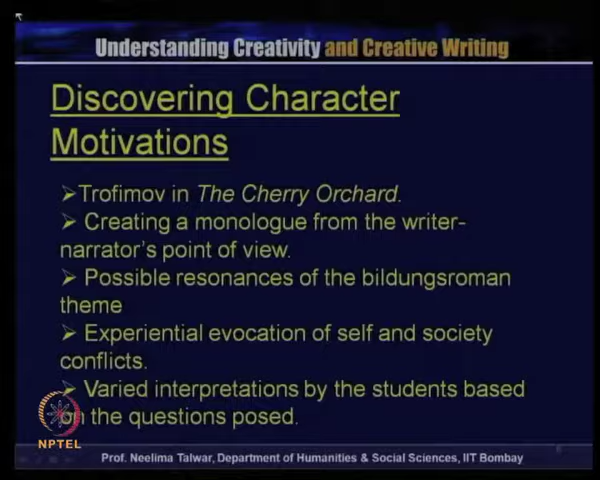 Understanding Creativity and Creative Writing
Discovering Character
Motivations
➢Trofimov in The Cherry Orchard.
➢ Creating a monologue from the writer-
narrator's point of view.
➢ Possible resonances of the bildungsroman
theme
➢ Experiential evocation of self and society
conflicts.
➢ Varied interpretations by the students based
on the questions posed.
NPTEL
Prof. Neelima Talwar, Department of Humanities & Social Sciences, IIT Bombay